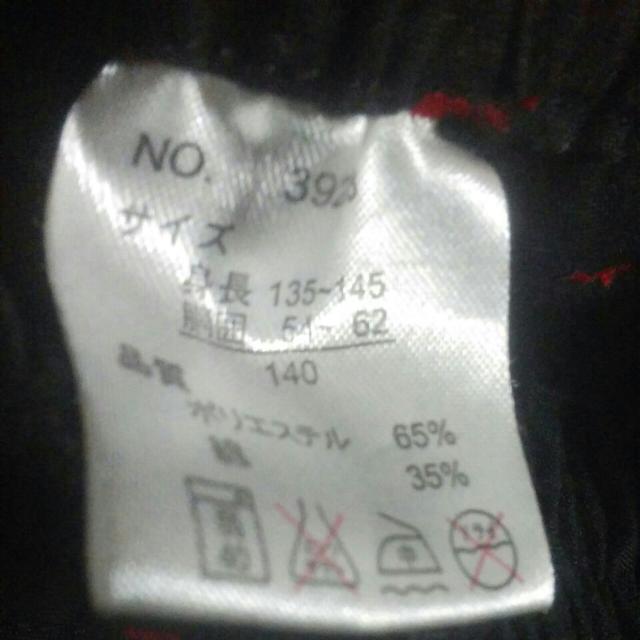 NO. 392
サイズ
身長 135~145
胴囲 54~ 62
140
品質
ポリエステル 65%
綿 35%